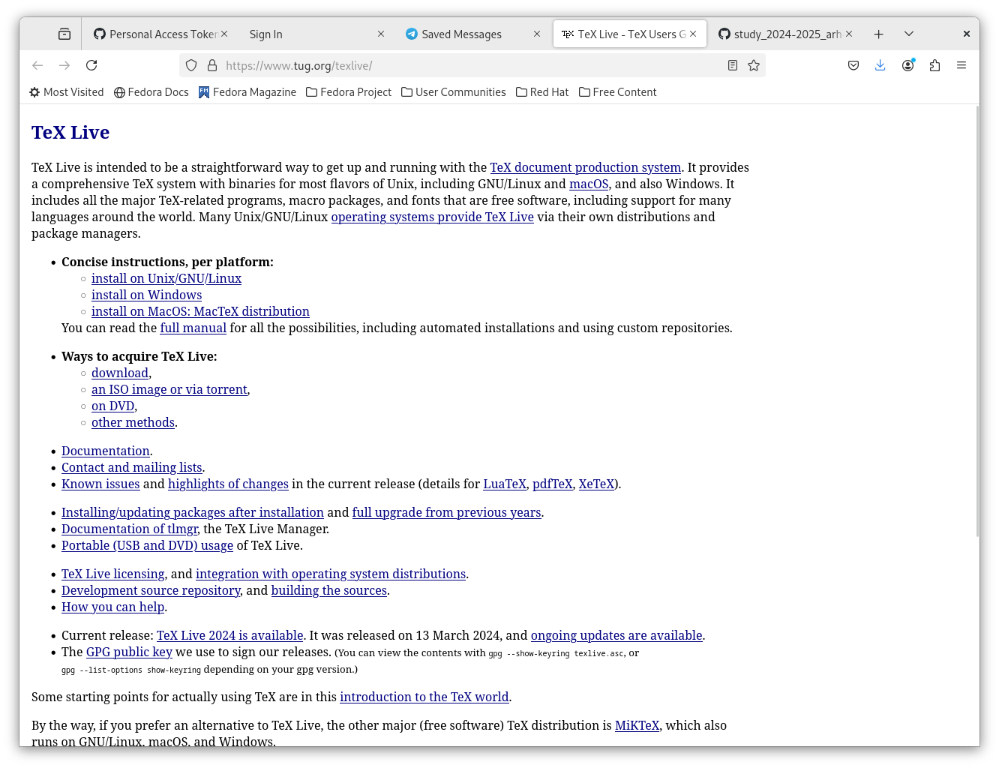 Personal Access Token
Sign In
Saved Messages
TeX Live - TeX Users G
study_2024-2025_arh
https://www.tug.org/texlive/
Most Visited
Fedora Docs
Fedora Magazine
Fedora Project
User Communities
Red Hat
Free Content
TeX Live
TeX Live is intended to be a straightforward way to get up and running with the TeX document production system. It provides
a comprehensive TeX system with binaries for most flavors of Unix, including GNU/Linux and macOS, and also Windows. It
includes all the major TeX-related programs, macro packages, and fonts that are free software, including support for many
languages around the world. Many Unix/GNU/Linux operating systems provide TeX Live via their own distributions and
package managers.
Concise instructions, per platform:
install on Unix/GNU/Linux
install on Windows
install on MacOS: MacTeX distribution
You can read the full manual for all the possibilities, including automated installations and using custom repositories.
Ways to acquire TeX Live:
download,
an ISO image or via torrent,
on DVD,
other methods.
Documentation.
Contact and mailing lists.
Known issues and highlights of changes in the current release (details for LuaTeX, pdfTeX, XeTeX).
Installing/updating packages after installation and full upgrade from previous years.
Documentation of tlmgr, the TeX Live Manager.
Portable (USB and DVD) usage of TeX Live.
TeX Live licensing, and integration with operating system distributions.
Development source repository, and building the sources.
How you can help.
Current release: TeX Live 2024 is available. It was released on 13 March 2024, and ongoing updates are available.
The GPG public key we use to sign our releases. (You can view the contents with gpg --show-keyring texlive.asc, or
gpg --list-options show-keyring depending on your gpg version.)
Some starting points for actually using TeX are in this introduction to the TeX world.
By the way, if you prefer an alternative to TeX Live, the other major (free software) TeX distribution is MiKTeX, which also
runs on GNU/Linux, macOS, and Windows.